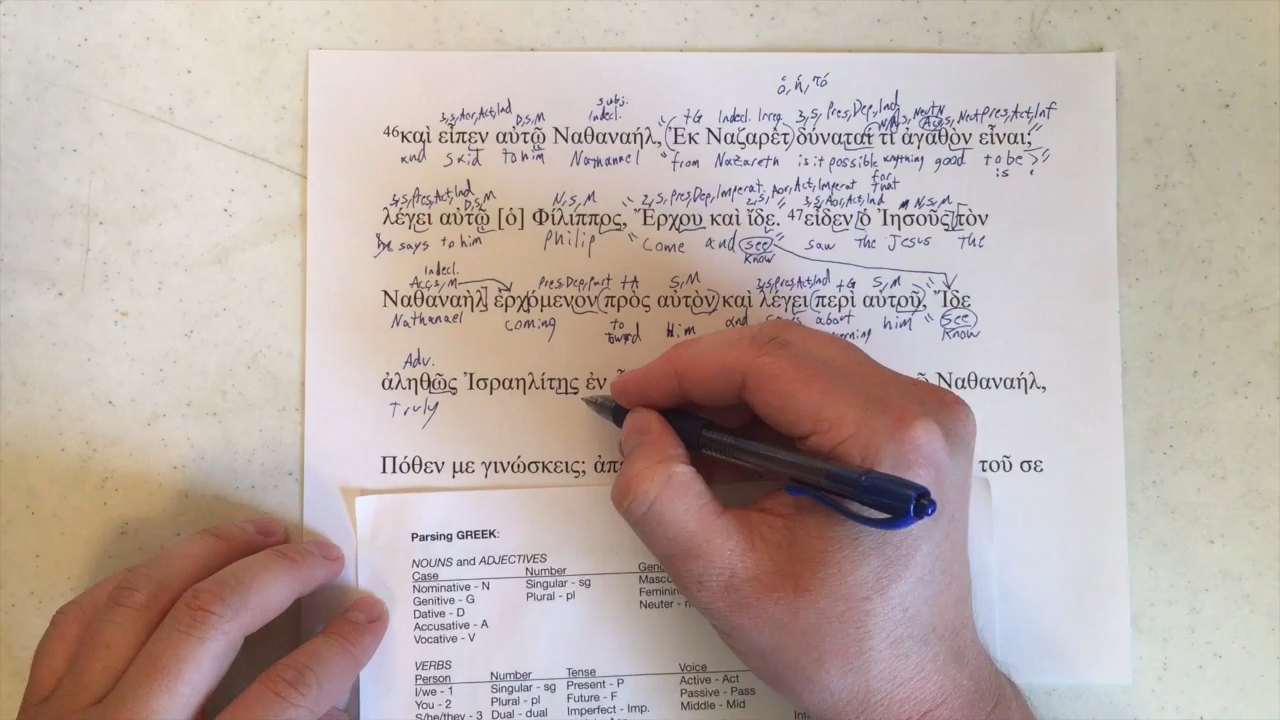 ὁ, ἡ, τό
3, S, Aor, Act, Ind D, S, M subj. indecl. +G Indecl. Irreg. 3, S, Pres, Dep, Ind Neut Pres, Act, Inf
46καὶ εἶπεν αὐτῷ Ναθαναήλ, Ἐκ Ναζαρὲτ δύναταί τι ἀγαθὸν εἶναι;
and said to him Nathanael "from Nazareth is it possible anything good to be ?"
is
for that
3, S, Pres, Act, Ind D, S, M N, S, M 2, S, Pres, Dep, Imperat. 2, S, Aor, Act, Imperat 3, S, Aor, Act, Ind N, S, M
λέγει αὐτῷ [ὁ] Φίλιππος, Ἔρχου καὶ ἴδε. 47εἶδεν ὁ Ἰησοῦς τὸν
he says to him Philip "Come and see" saw The Jesus The
know
Indecl.
Acc, S, M Pres, Dep, Part +A S, M 3, S, Pres, Act, Ind +G S, M
Ναθαναὴλ ἐρχόμενον πρὸς αὐτὸν καὶ λέγει περὶ αὐτοῦ, Ἴδε
Nathanael coming to him and about him "see
toward know
Adv.
ἀληθῶς Ἰσραηλίτης ἐν Ναθαναήλ,
Truly
Πόθεν με γινώσκεις; τοῦ σε
Parsing GREEK:
NOUNS and ADJECTIVES
Case Number
Nominative - N Singular - sg
Genitive - G Plural - pl
Dative - D Neuter -
Accusative - A
Vocative - V
VERBS
Person Number Tense Voice
I/we - 1 Singular - sg Present - P Active - Act
You - 2 Plural - pl Future - F Passive - Pass
S/he/they - 3 Dual - dual Imperfect - Imp. Middle - Mid